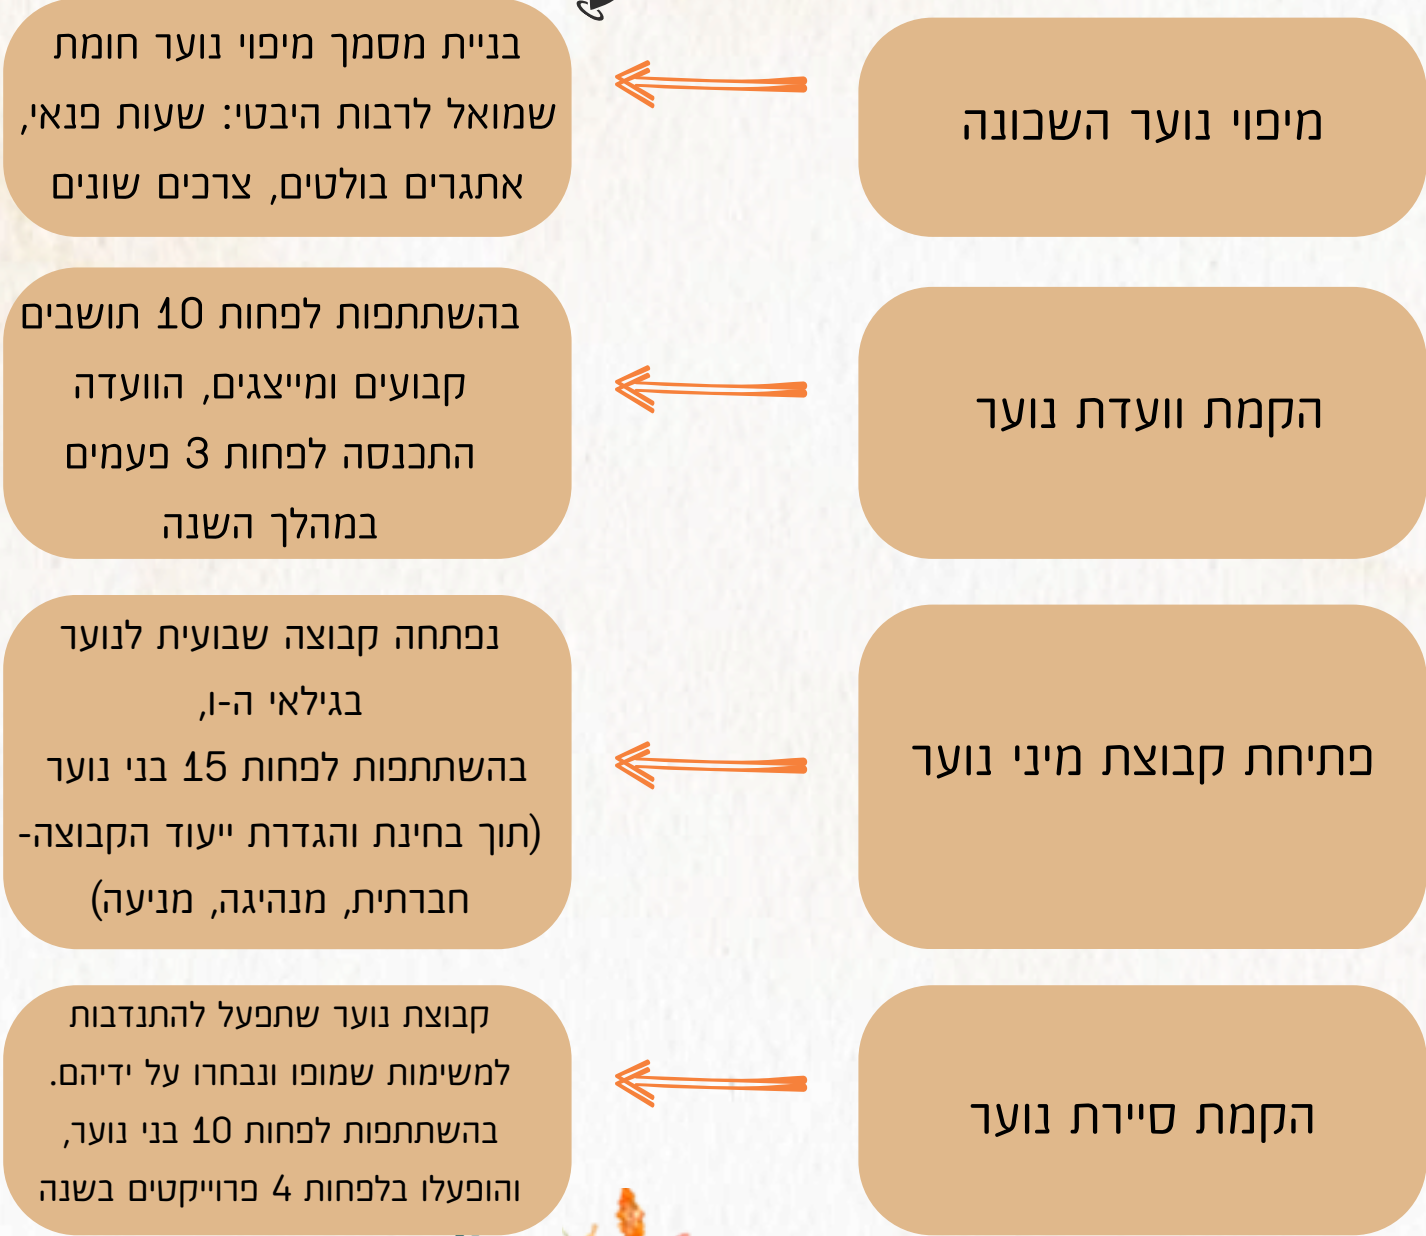 מיפוי נוער השכונה
בניית מסמך מיפוי נוער חומת
שמואל לרבות היבטי: שעות פנאי,
אתגרים בולטים, צרכים שונים
הקמת וועדת נוער
בהשתתפות לפחות 10 תושבים
קבועים ומייצגים, הוועדה
התכנסה לפחות 3 פעמים
במהלך השנה
פתיחת קבוצת מיני נוער
נפתחה קבוצה שבועית לנוער
בגילאי ה-ו,
בהשתתפות לפחות 15 בני נוער
(תוך בחינת והגדרת ייעוד הקבוצה-
חברתית, מנהיגה, מניעה)
הקמת סיירת נוער
קבוצת נוער שתפעל להתנדבות
למשימות שמופו ונבחרו על ידיהם.
בהשתתפות לפחות 10 בני נוער,
והופעלו בלפחות 4 פרוייקטים בשנה